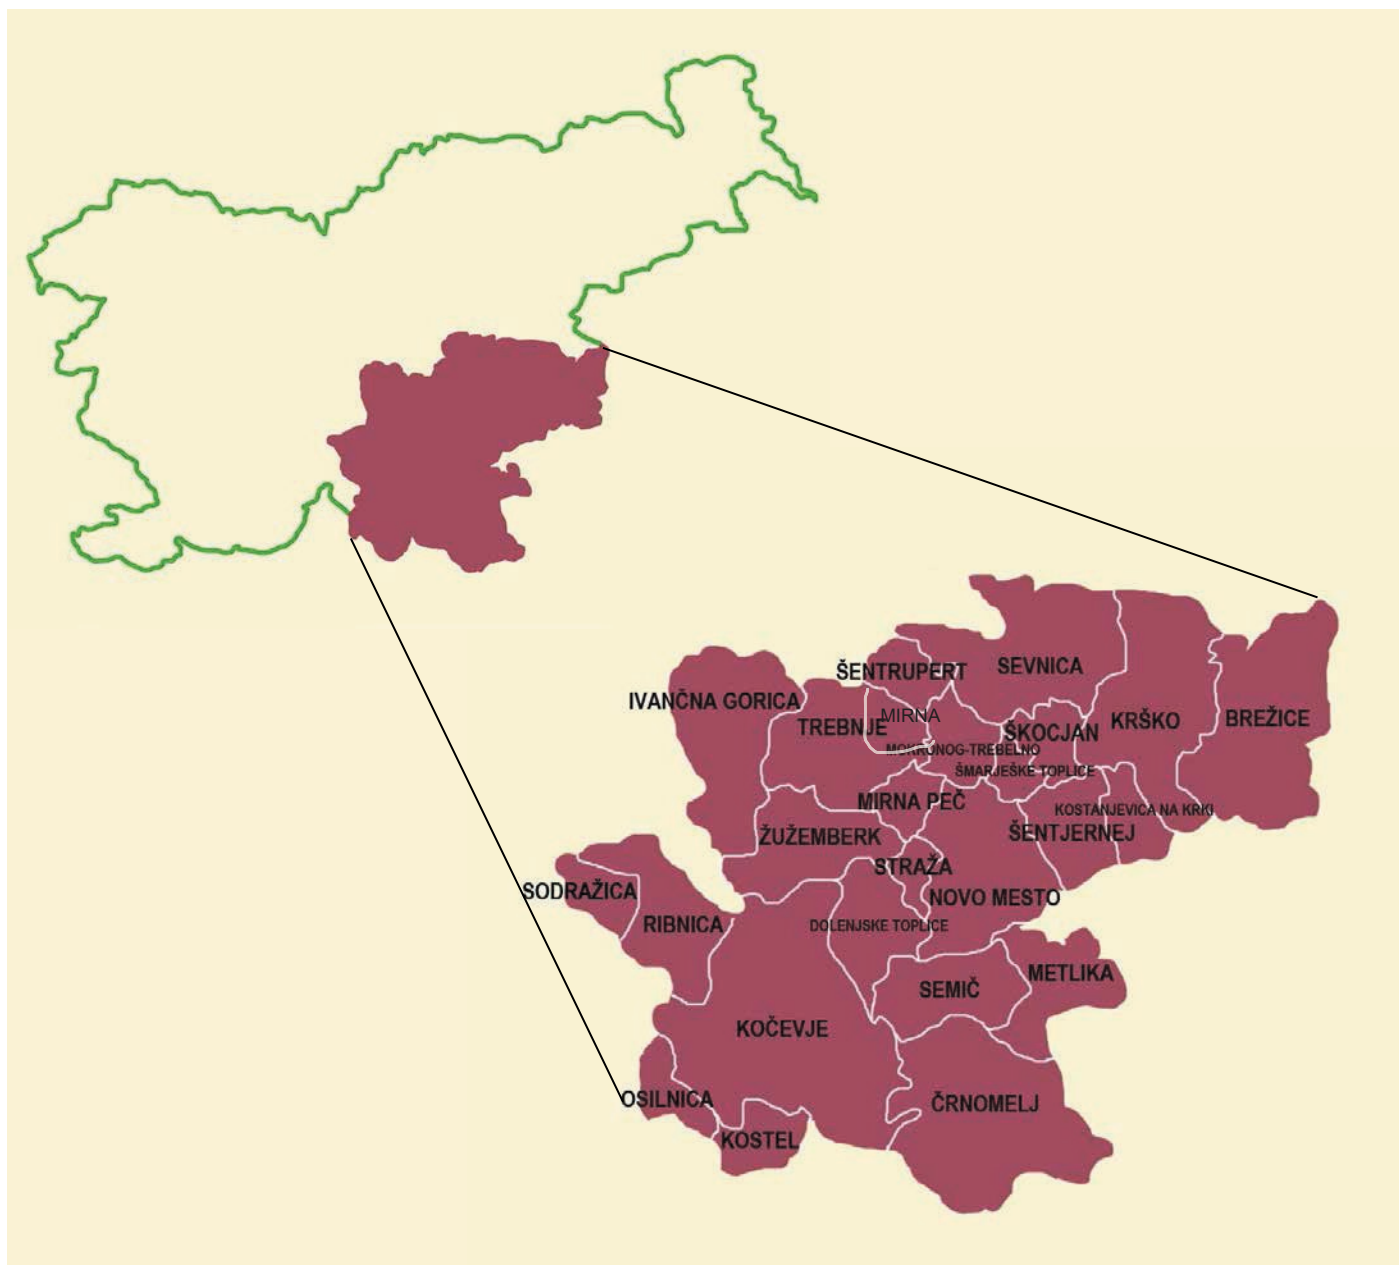 ŠENTRUPERT
SEVNICA
IVANČNA GORICA
MIRNA
TREBNJE
ŠKOCJAN
KRŠKO
BREŽICE
MOKRONOG-TREBELNO
ŠMARJEŠKE TOPLICE
MIRNA PEČ
KOSTANJEVICA NA KRKI
ŽUŽEMBERK
ŠENTJERNEJ
STRAŽA
SODRAŽICA
NOVO MESTO
RIBNICA
DOLENJSKE TOPLICE
METLIKA
SEMIČ
KOČEVJE
OSILNICA
ČRNOMELJ
KOSTEL